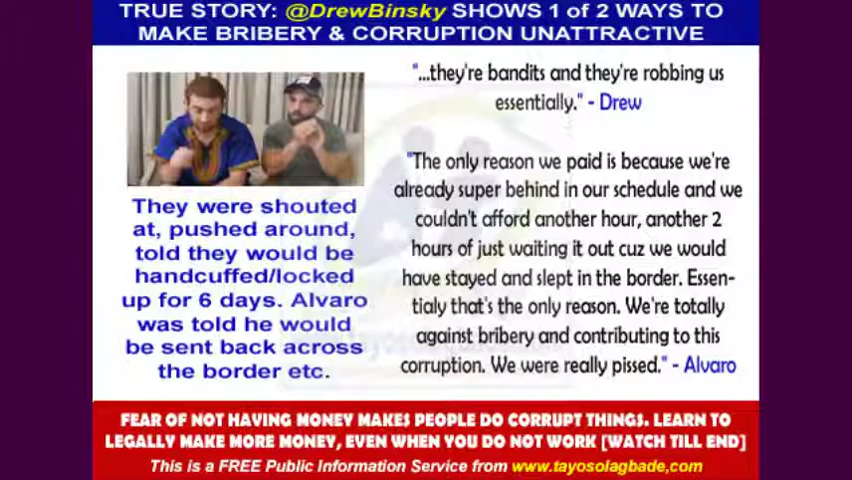 TRUE STORY: @DrewBinsky SHOWS 1 of 2 WAYS TO
MAKE BRIBERY & CORRUPTION UNATTRACTIVE
They were shouted
at, pushed around,
told they would be
handcuffed/locked
up for 6 days. Alvaro
was told he would
be sent back across
the border etc.
"...they're bandits and they're robbing us
essentially." - Drew
"The only reason we paid is because we're
already super behind in our schedule and we
couldn't afford another hour, another 2
hours of just waiting it out cuz we would
have stayed and slept in the border. Essen-
tialy that's the only reason. We're totally
against bribery and contributing to this
corruption. We were really pissed." - Alvaro
FEAR OF NOT HAVING MONEY MAKES PEOPLE DO CORRUPT THINGS. LEARN TO
LEGALLY MAKE MORE MONEY, EVEN WHEN YOU DO NOT WORK [WATCH TILL END]
This is a FREE Public Information Service from www.tayosolagbade,com